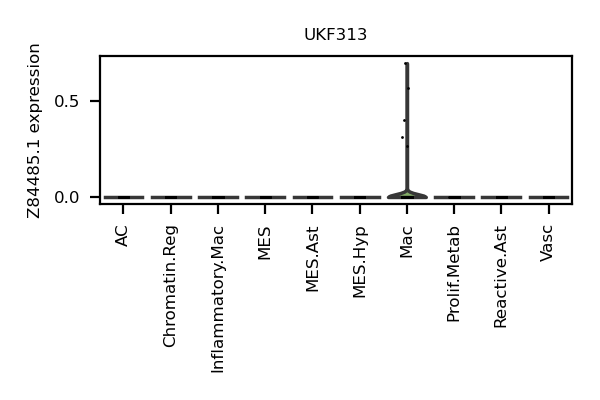 UKF313
Z84485.1 expression
0.5
0.0
AC
Chromatin.Reg
Inflammatory.Mac
MES
MES.Ast
MES.Hyp
Mac
Prolif.Metab
Reactive.Ast
Vasc